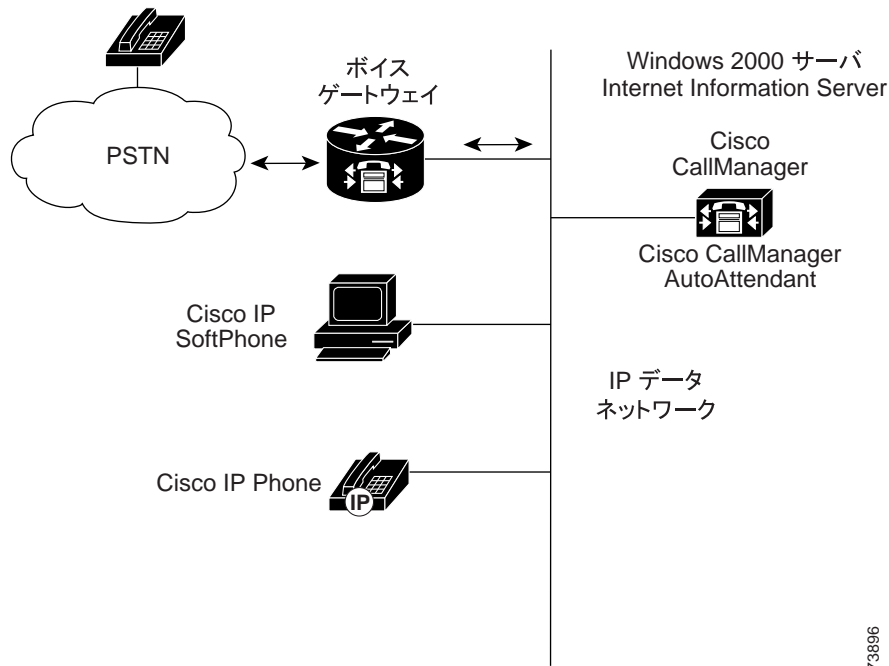 ボイス
ゲートウェイ
Windows 2000 サーバ
Internet Information Server
PSTN
Cisco
CallManager
Cisco CallManager
AutoAttendant
Cisco IP
SoftPhone
IP データ
ネットワーク
Cisco IP Phone
IP
73896